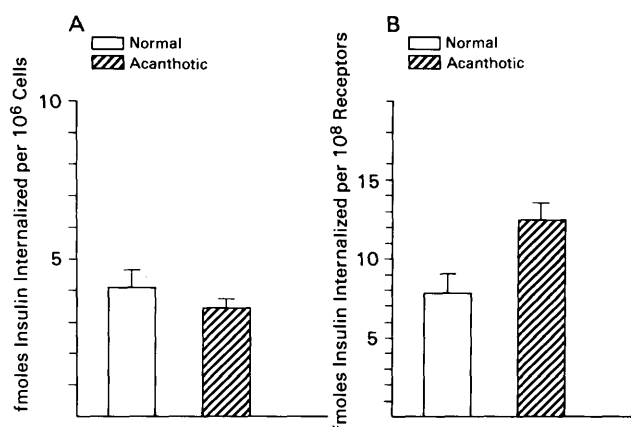 A
Normal
Acanthotic
10
5
fmoles Insulin Internalized per 10⁶ Cells
B
Normal
Acanthotic
15
10
5
fmoles Insulin Internalized per 10⁸ Receptors